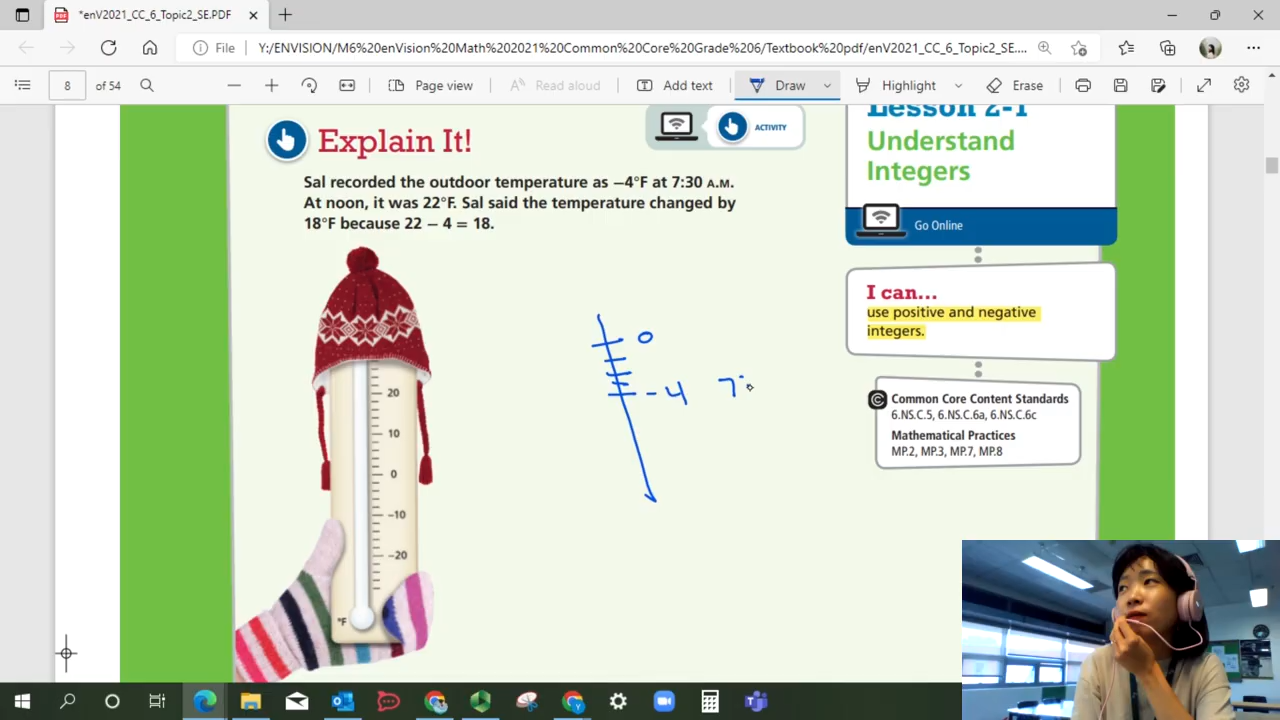 *enV2021_CC_6_Topic2_SE.PDF
File
Y:/ENVISION/M6%20enVision%20Math%202021%20Common%20Core%20Grade%206/Textbook%20pdf/enV2021_CC_6_Topic2_SE....
8
of 54
Page view
Read aloud
Add text
Draw
Highlight
Erase
Explain It!
ACTIVITY
Sal recorded the outdoor temperature as −4°F at 7:30 A.M.
At noon, it was 22°F. Sal said the temperature changed by
18°F because 22 − 4 = 18.
20
10
0
−10
−20
°F
0
-4 7:
Lesson 2-1
Understand
Integers
Go Online
I can...
use positive and negative
integers.
Common Core Content Standards
6.NS.C.5, 6.NS.C.6a, 6.NS.C.6c
Mathematical Practices
MP.2, MP.3, MP.7, MP.8